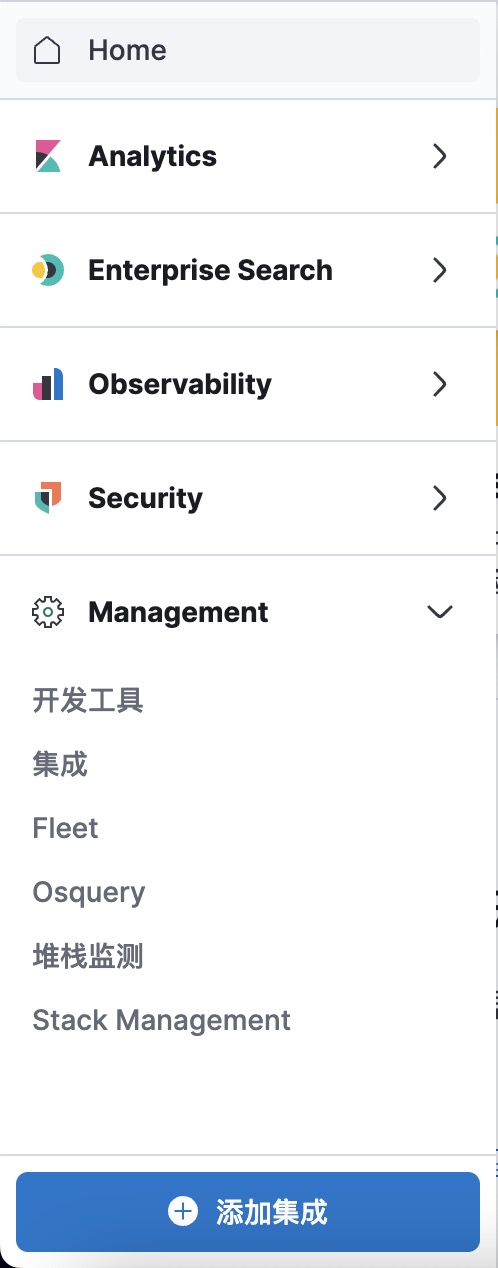 Home
Analytics
Enterprise Search
Observability
Security
Management
开发工具
集成
Fleet
Osquery
堆栈监测
Stack Management
添加集成